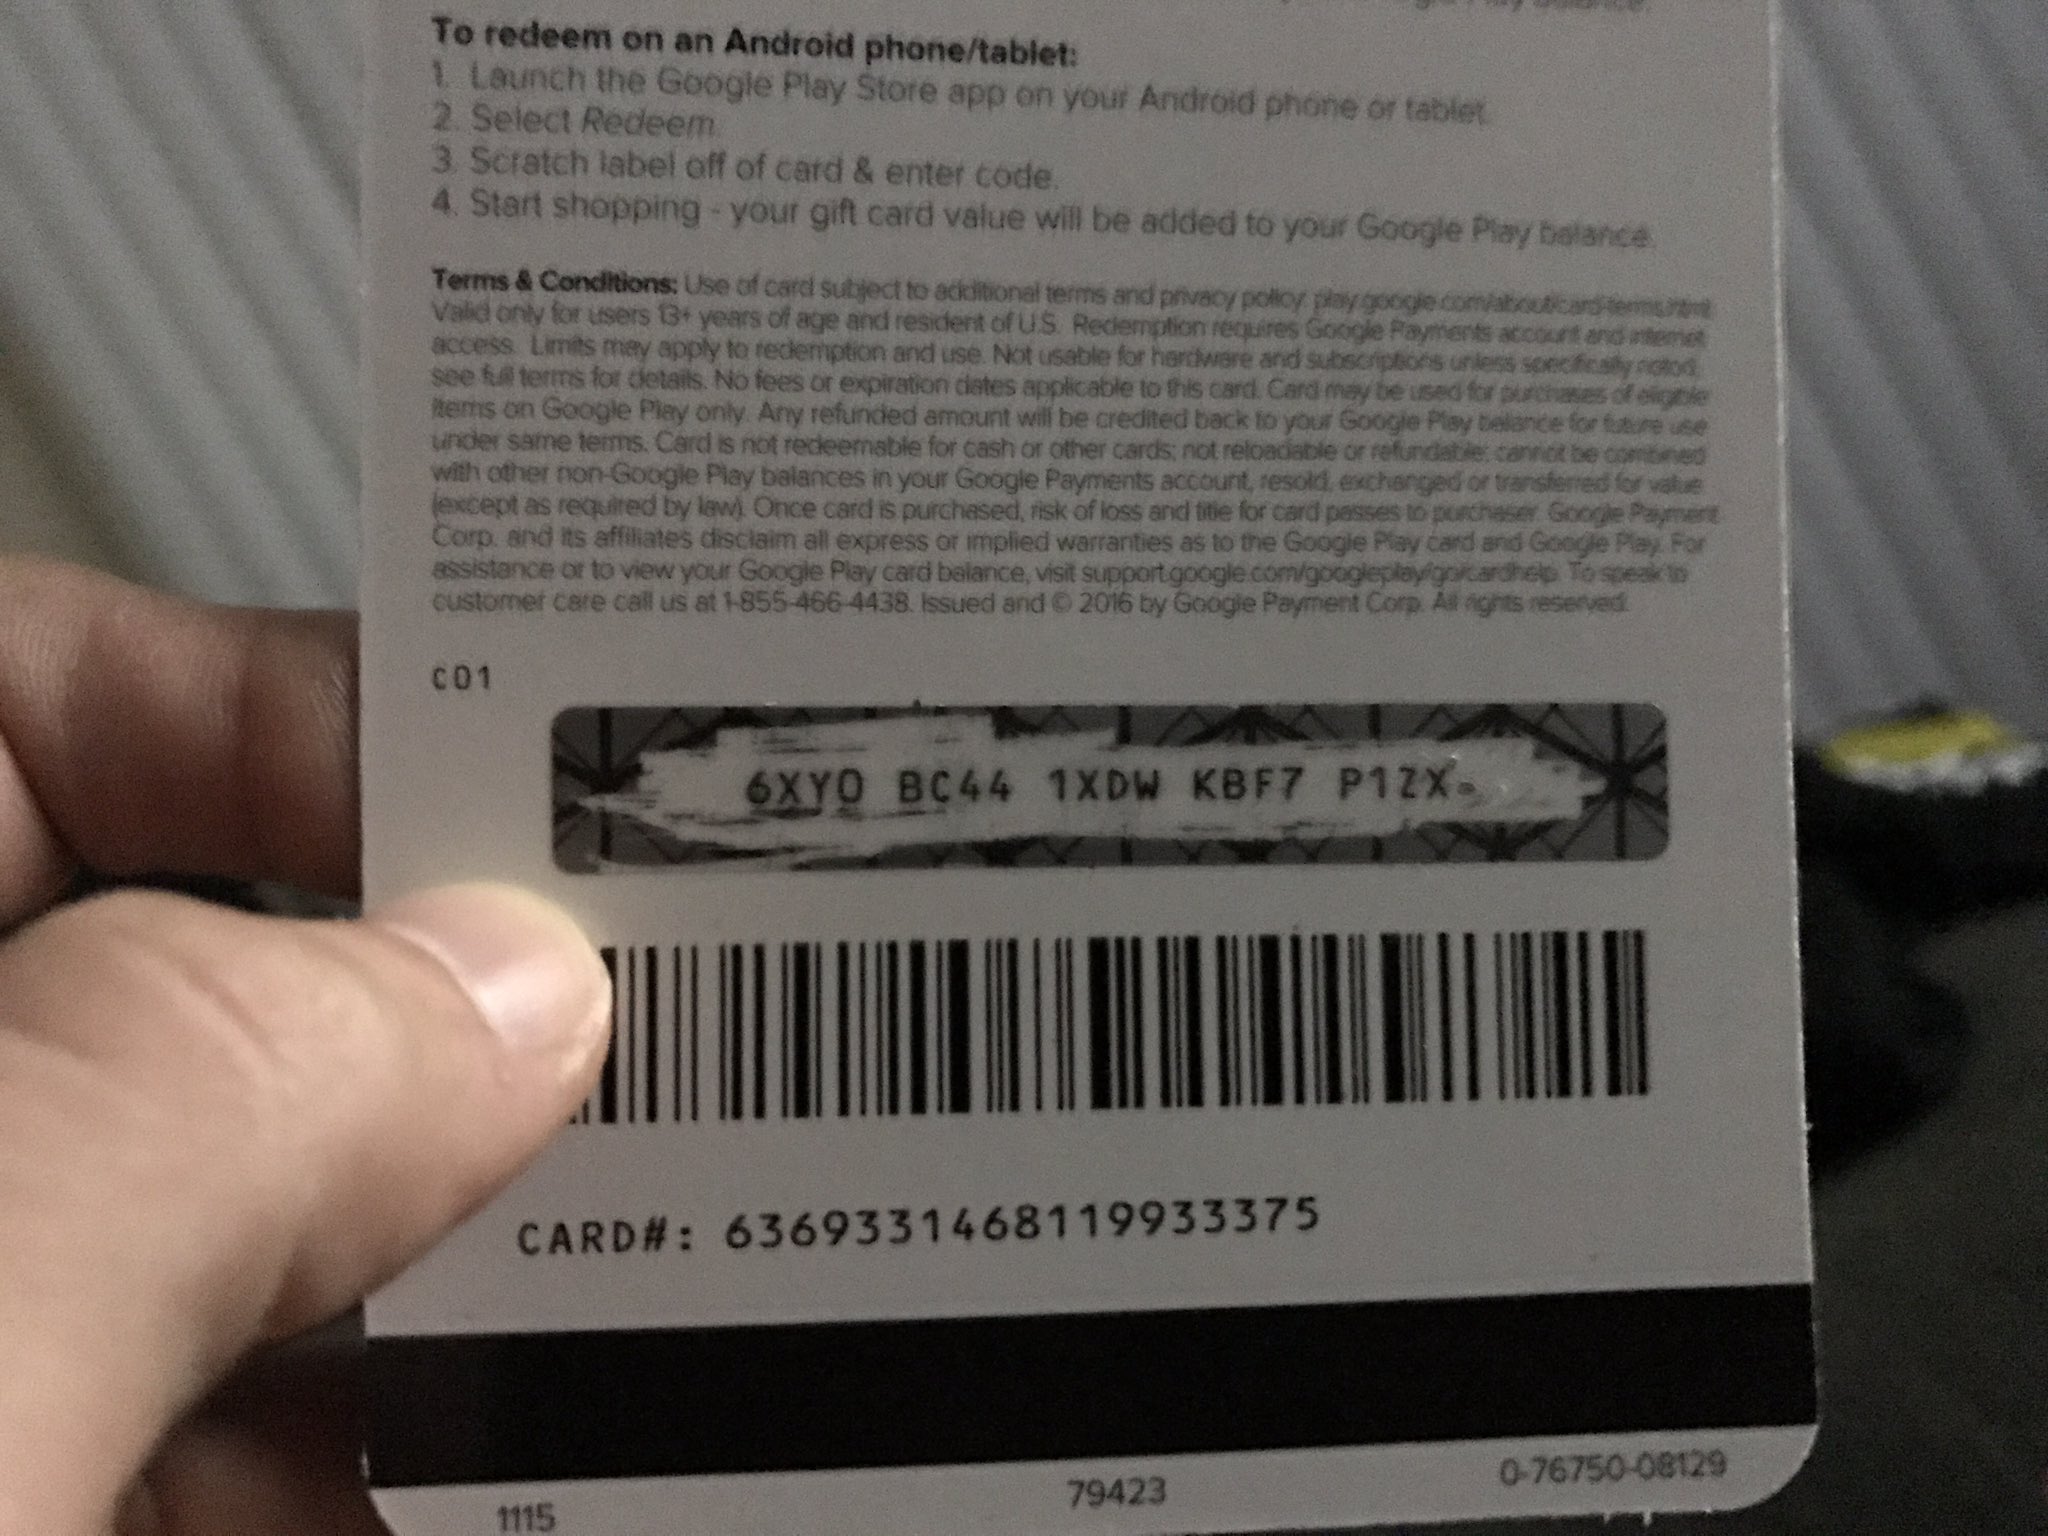 To redeem on an Android phone/tablet:
1. Launch the Google Play Store app on your Android phone or tablet.
2. Select Redeem.
3. Scratch label off of card & enter code.
4. Start shopping - your gift card value will be added to your Google Play balance.
Terms & Conditions: Use of card subject to additional terms and privacy policy: play.google.com/about/card-terms.html.
Valid only for users 13+ years of age and resident of U.S. Redemption requires Google Payments account and internet
access. Limits may apply to redemption and use. Not usable for hardware and subscriptions unless specifically noted,
see full terms for details. No fees or expiration dates applicable to this card. Card may be used for purchases of eligible
items on Google Play only. Any refunded amount will be credited back to your Google Play balance for future use
under same terms. Card is not redeemable for cash or other cards; not reloadable or refundable; cannot be combined
with other non-Google Play balances in your Google Payments account, resold, exchanged or transferred for value
(except as required by law). Once card is purchased, risk of loss and title for card passes to purchaser. Google Payment
Corp. and its affiliates disclaim all express or implied warranties as to the Google Play card and Google Play. For
assistance or to view your Google Play card balance, visit support.google.com/googleplay/go/cardhelp. To speak to
customer care call us at 1-855-466-4438. Issued and © 2016 by Google Payment Corp. All rights reserved.
C01
6XY0 BC44 1XDW KBF7 P1ZX
CARD#: 6369331468119933375
1115 79423 0-76750-08129